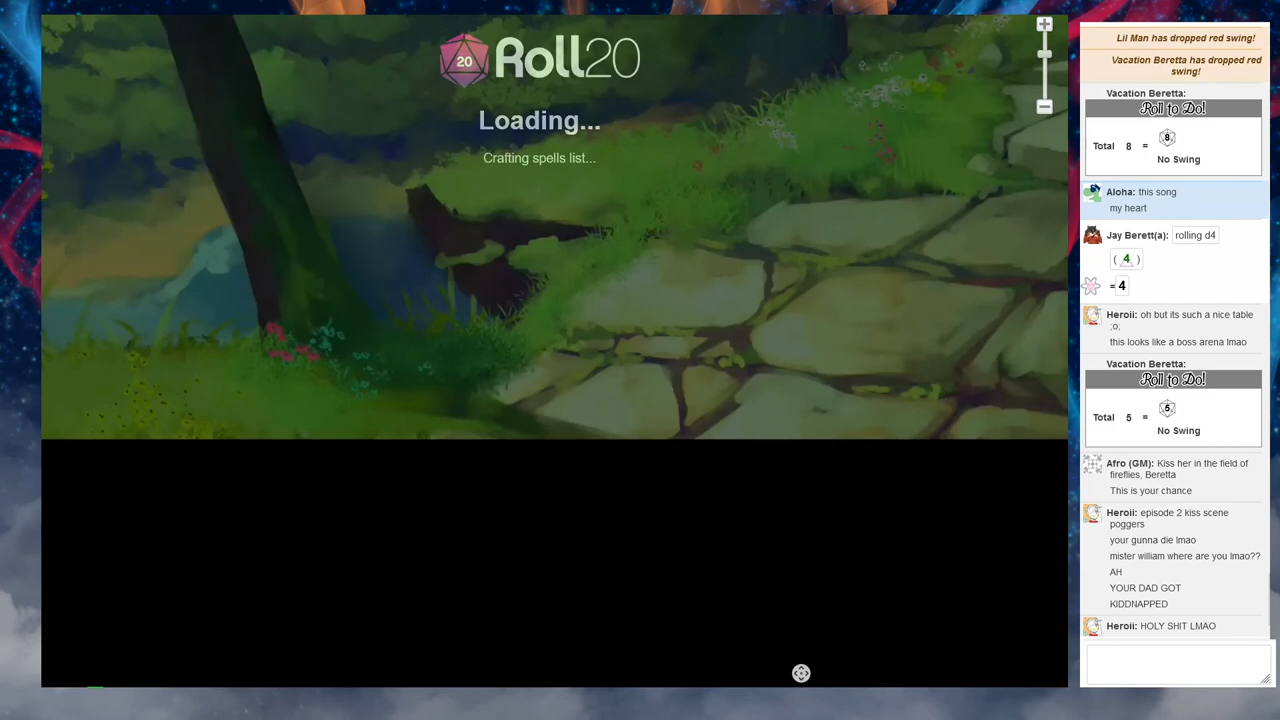 20 Roll20
Loading...
Crafting spells list...
Lil Man has dropped red swing!
Vacation Beretta has dropped red
swing!
Vacation Beretta:
Roll to Do!
8
Total 8 =
No Swing
Aloha: this song
my heart
Jay Berett(a): rolling d4
( 4 )
= 4
Heroii: oh but its such a nice table
;o;
this looks like a boss arena lmao
Vacation Beretta:
Roll to Do!
5
Total 5 =
No Swing
Afro (GM): Kiss her in the field of
fireflies, Beretta
This is your chance
Heroii: episode 2 kiss scene
poggers
your gunna die lmao
mister william where are you lmao??
AH
YOUR DAD GOT
KIDDNAPPED
Heroii: HOLY SHIT LMAO